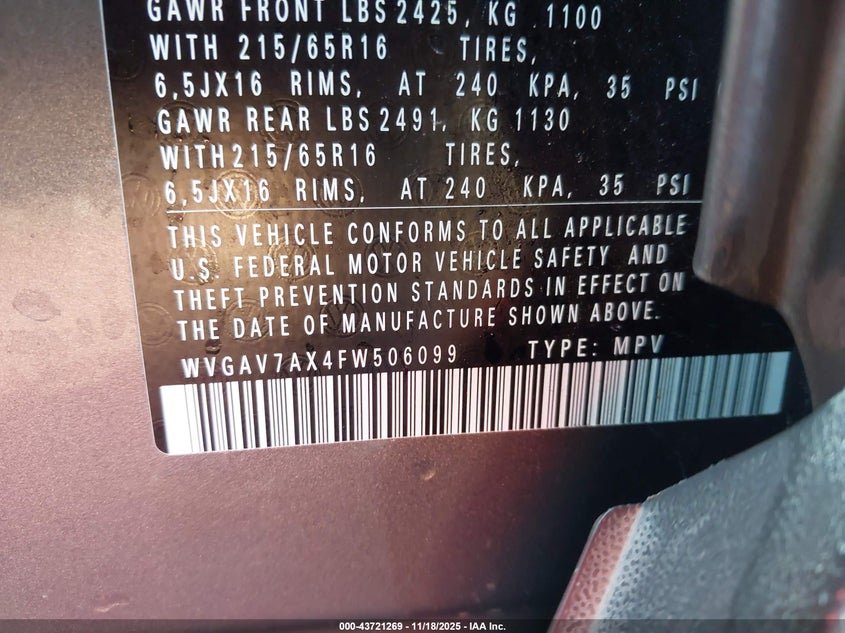 GAWR FRONT LBS 2425, KG 1100
WITH 215/65R16 TIRES,
6,5JX16 RIMS, AT 240 KPA, 35 PSI
GAWR REAR LBS 2491, KG 1130
WITH 215/65R16 TIRES,
6,5JX16 RIMS, AT 240 KPA, 35 PSI
THIS VEHICLE CONFORMS TO ALL APPLICABLE
U.S. FEDERAL MOTOR VEHICLE SAFETY AND
THEFT PREVENTION STANDARDS IN EFFECT ON
THE DATE OF MANUFACTURE SHOWN ABOVE.
WVGAV7AX4FW506099 TYPE: MPV
000-43721269 - 11/18/2025 - IAA Inc.